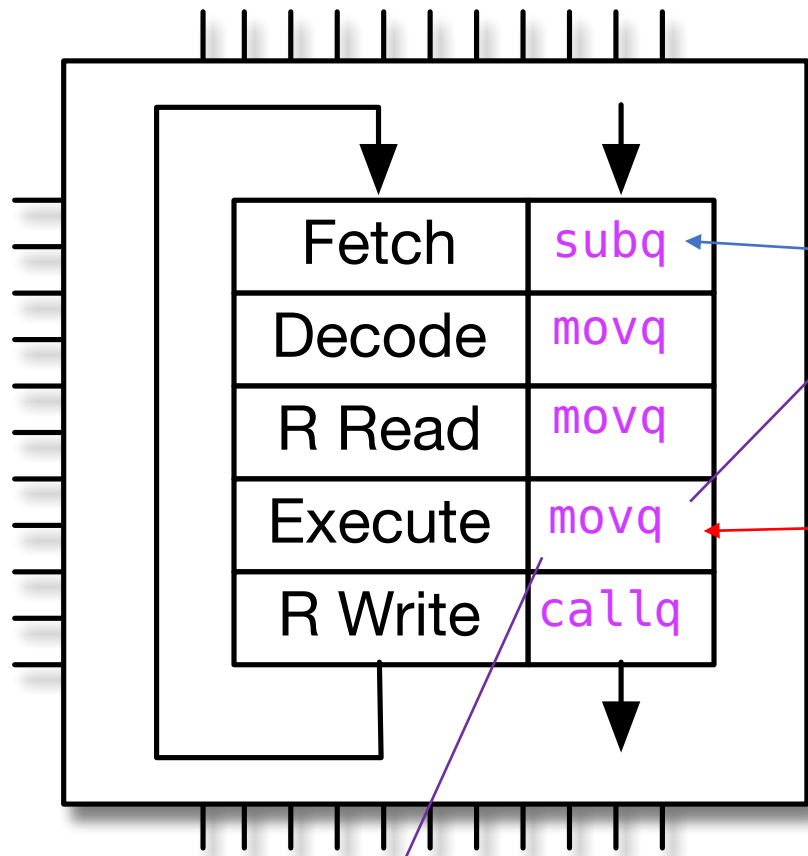 Fetch subq
Decode movq
R Read movq
Execute movq
R Write callq